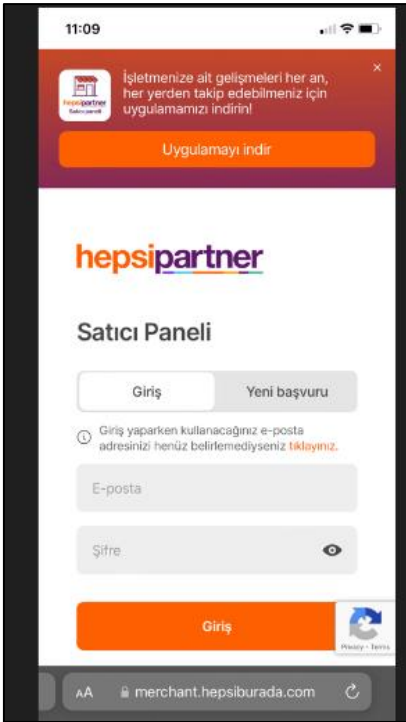 11:09
İşletmenize ait gelişmeleri her an,
her yerden takip edebilmeniz için
uygulamamızı indirin!
hepsipartner
Satıcı paneli
Uygulamayı indir
hepsipartner
Satıcı Paneli
Giriş
Yeni başvuru
Giriş yaparken kullanacağınız e-posta
adresinizi henüz belirlemediyseniz tıklayınız.
E-posta
Şifre
Giriş
Privacy - Terms
AA
merchant.hepsiburada.com